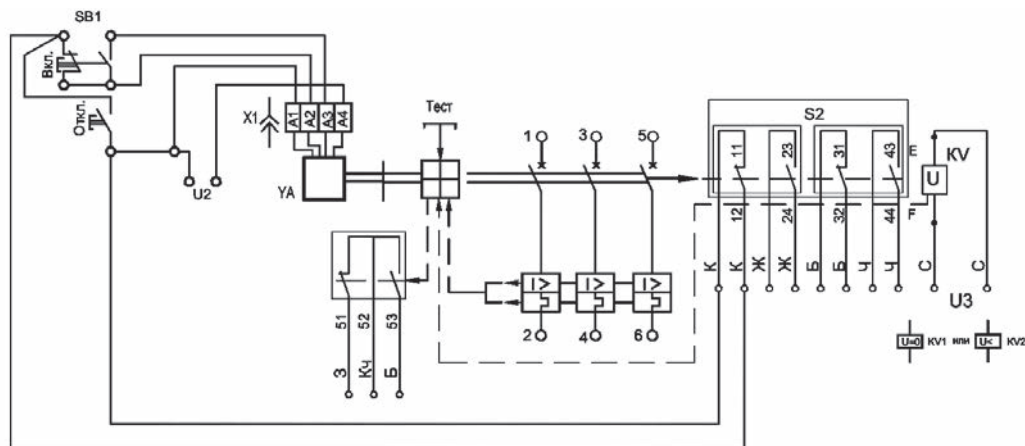 SB1
Вкл.
Откл.
X1
A1 A2 A3 A4
U2
YA
Тест
1 3 5
2 4 6
S2
11 23 31 43 E
12 24 32 44 F
KV
U
К К Ж Ж Б Б Ч Ч С С
U3
51 52 53
З Кч Б
U=0 KV1 или U< KV2
I> I> I>